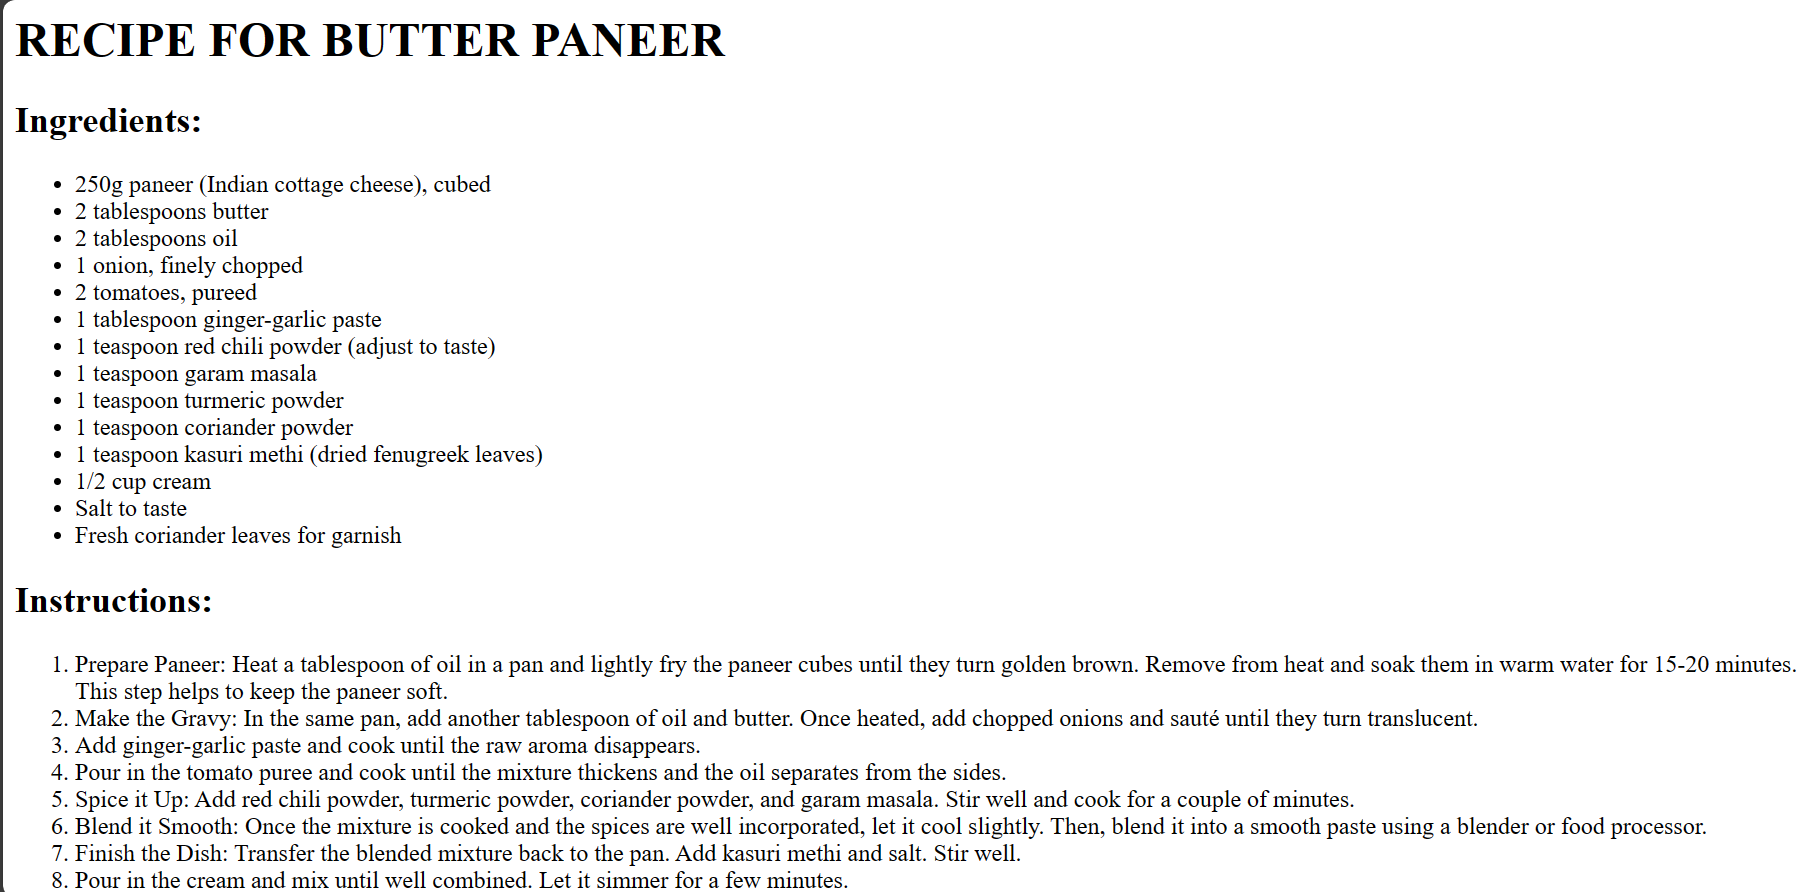 RECIPE FOR BUTTER PANEER
Ingredients:
• 250g paneer (Indian cottage cheese), cubed
• 2 tablespoons butter
• 2 tablespoons oil
• 1 onion, finely chopped
• 2 tomatoes, pureed
• 1 tablespoon ginger-garlic paste
• 1 teaspoon red chili powder (adjust to taste)
• 1 teaspoon garam masala
• 1 teaspoon turmeric powder
• 1 teaspoon coriander powder
• 1 teaspoon kasuri methi (dried fenugreek leaves)
• 1/2 cup cream
• Salt to taste
• Fresh coriander leaves for garnish
Instructions:
1. Prepare Paneer: Heat a tablespoon of oil in a pan and lightly fry the paneer cubes until they turn golden brown. Remove from heat and soak them in warm water for 15-20 minutes.
This step helps to keep the paneer soft.
2. Make the Gravy: In the same pan, add another tablespoon of oil and butter. Once heated, add chopped onions and sauté until they turn translucent.
3. Add ginger-garlic paste and cook until the raw aroma disappears.
4. Pour in the tomato puree and cook until the mixture thickens and the oil separates from the sides.
5. Spice it Up: Add red chili powder, turmeric powder, coriander powder, and garam masala. Stir well and cook for a couple of minutes.
6. Blend it Smooth: Once the mixture is cooked and the spices are well incorporated, let it cool slightly. Then, blend it into a smooth paste using a blender or food processor.
7. Finish the Dish: Transfer the blended mixture back to the pan. Add kasuri methi and salt. Stir well.
8. Pour in the cream and mix until well combined. Let it simmer for a few minutes.